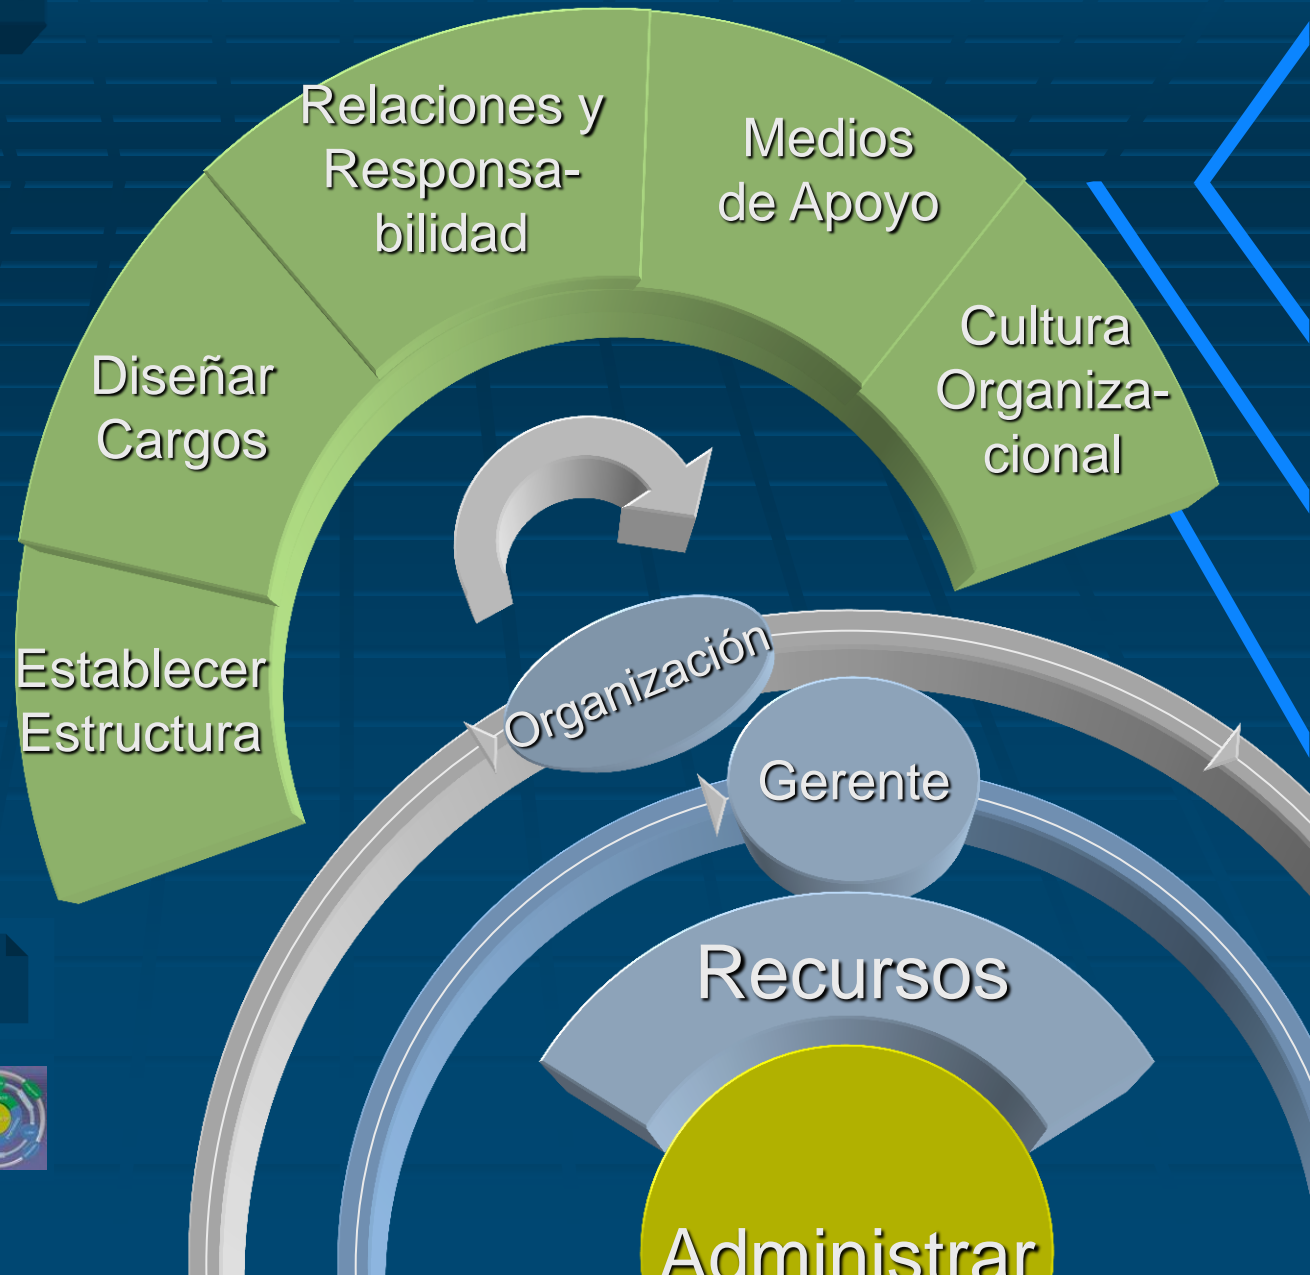 Relaciones y
Responsa-
bilidad
Medios
de Apoyo
Cultura
Organiza-
cional
Diseñar
Cargos
Establecer
Estructura
Organización
Gerente
Recursos
Administrar